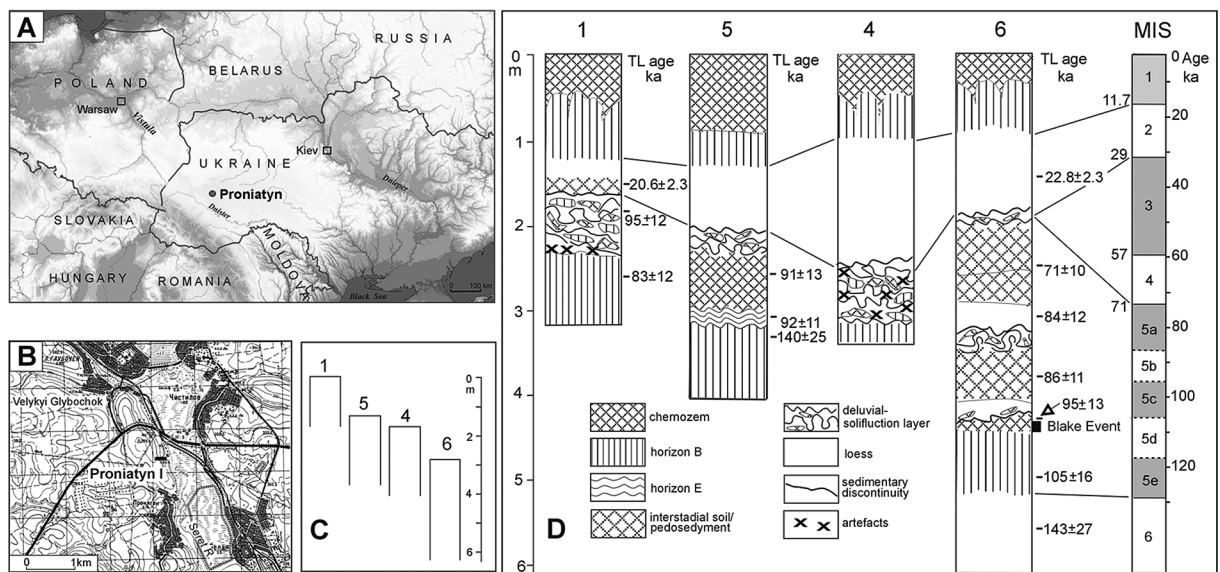 A
RUSSIA
POLAND
BELARUS
Warsaw
Vistula
UKRAINE
Kiev
Dnieper
Proniatyn
Dnister
SLOVAKIA
MOLDOVA
HUNGARY
ROMANIA
Black Sea
0 100 km
B
ЧИСТИЛОВ
Velykyi Glybochok
Proniatyn I
Seret R.
0 1km
C
1
5
4
6
0
m
2
4
6
D
1 5 4 6 MIS
0
m
1
2
3
4
5
6
TL age
ka
20.6±2.3
95±12
83±12
TL age
ka
91±13
92±11
140±25
TL age
ka
22.8±2.3
71±10
84±12
86±11
95±13
Blake Event
105±16
143±27
11.7
29
57
71
1
2
3
4
5a
5b
5c
5d
5e
6
0 Age
ka
20
40
60
80
100
120
chernozem
horizon B
horizon E
interstadial soil/
pedosedyment
deluvial-
solifluction layer
loess
sedimentary
discontinuity
artefacts